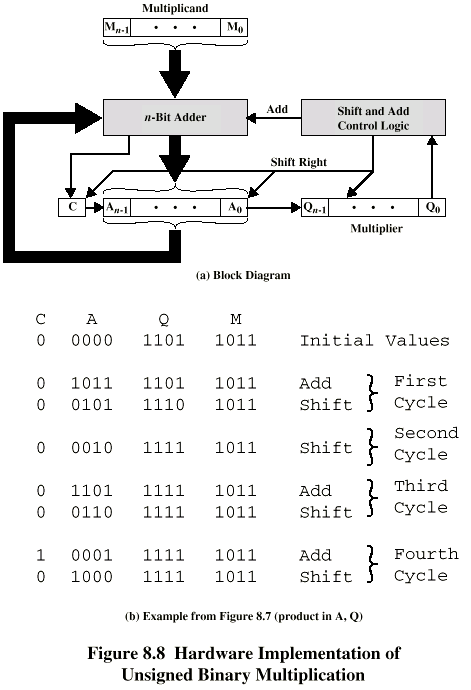 Multiplicand
Mn-1 • • • M0
n-Bit Adder
Add
Shift and Add
Control Logic
Shift Right
C
An-1 • • • A0
Qn-1 • • • Q0
Multiplier
(a) Block Diagram
C A Q M
0 0000 1101 1011 Initial Values
0 1011 1101 1011 Add First
0 0101 1110 1011 Shift Cycle
Second
0 0010 1111 1011 Shift
Cycle
0 1101 1111 1011 Add Third
0 0110 1111 1011 Shift Cycle
1 0001 1111 1011 Add Fourth
0 1000 1111 1011 Shift Cycle
(b) Example from Figure 8.7 (product in A, Q)
Figure 8.8 Hardware Implementation of
Unsigned Binary Multiplication